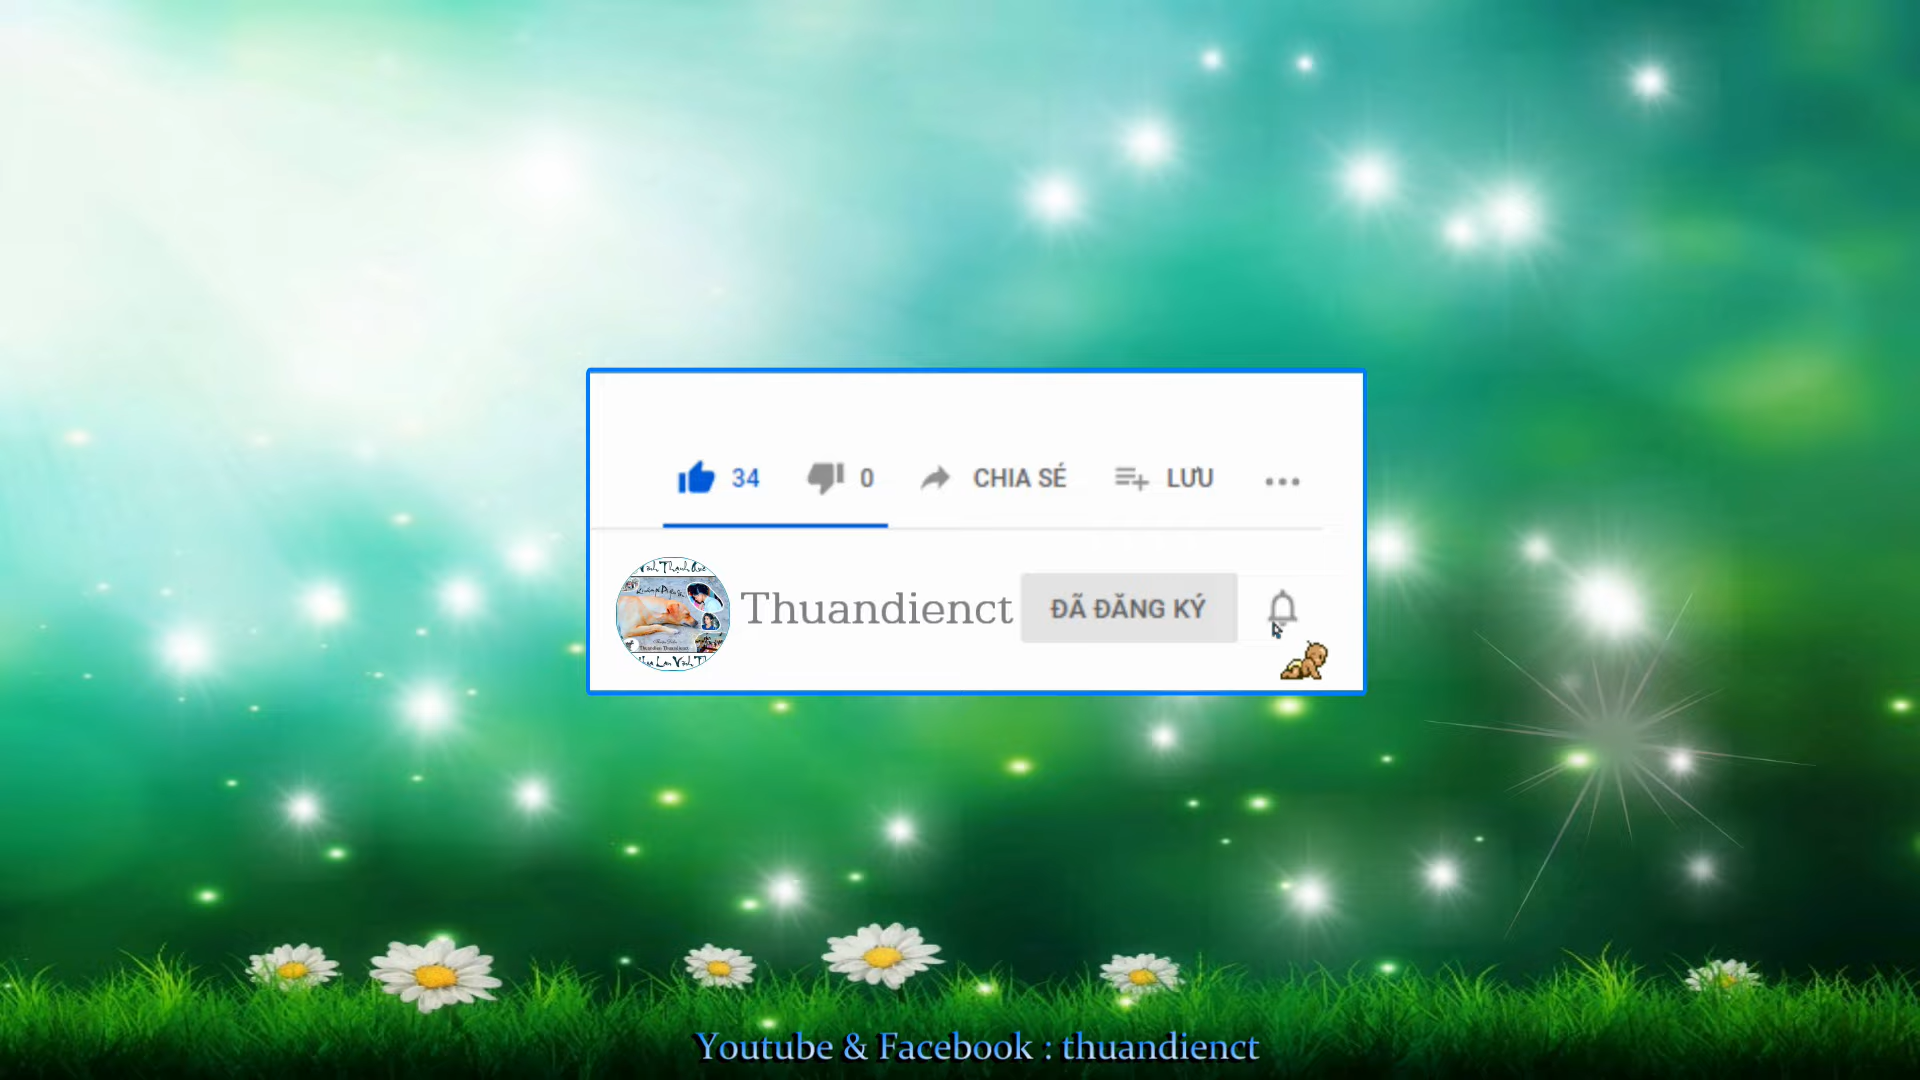 34 0 CHIA SẺ LƯU
Thuandienct ĐÃ ĐĂNG KÝ
Youtube & Facebook : thuandienct